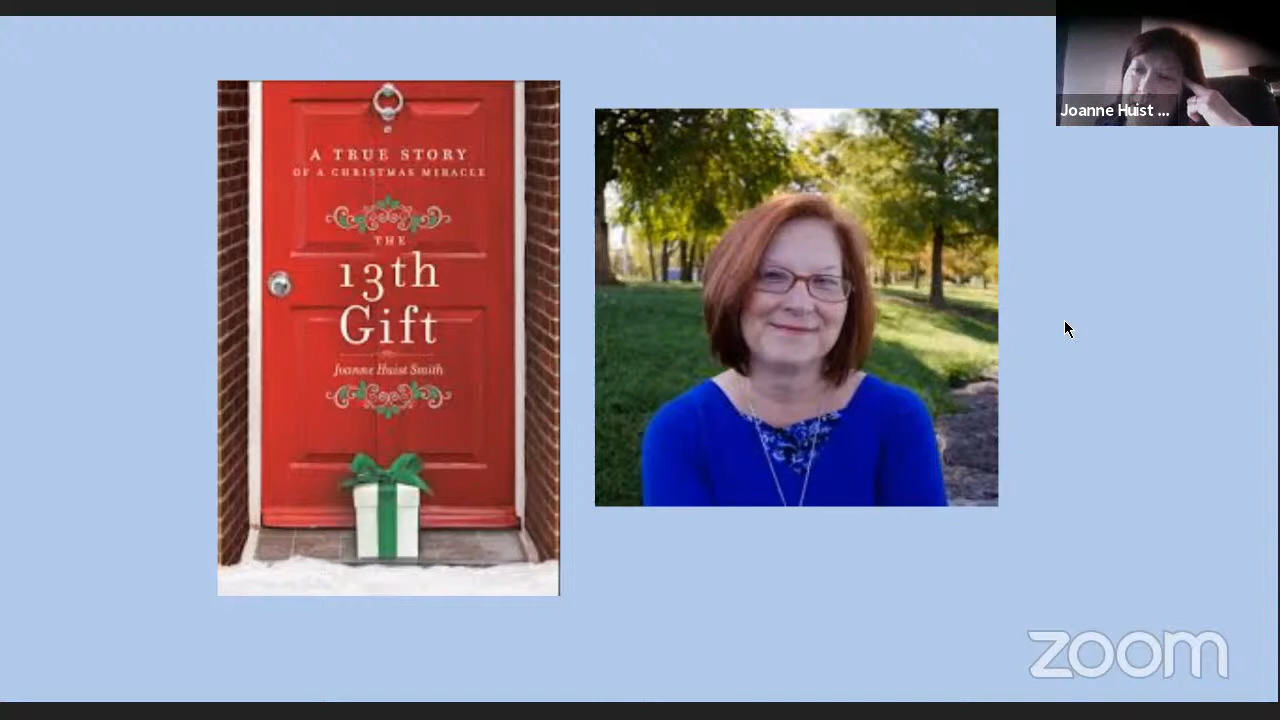 A TRUE STORY
OF A CHRISTMAS MIRACLE
THE
13th
Gift
Joanne Huist Smith
Joanne Huist ...
zoom